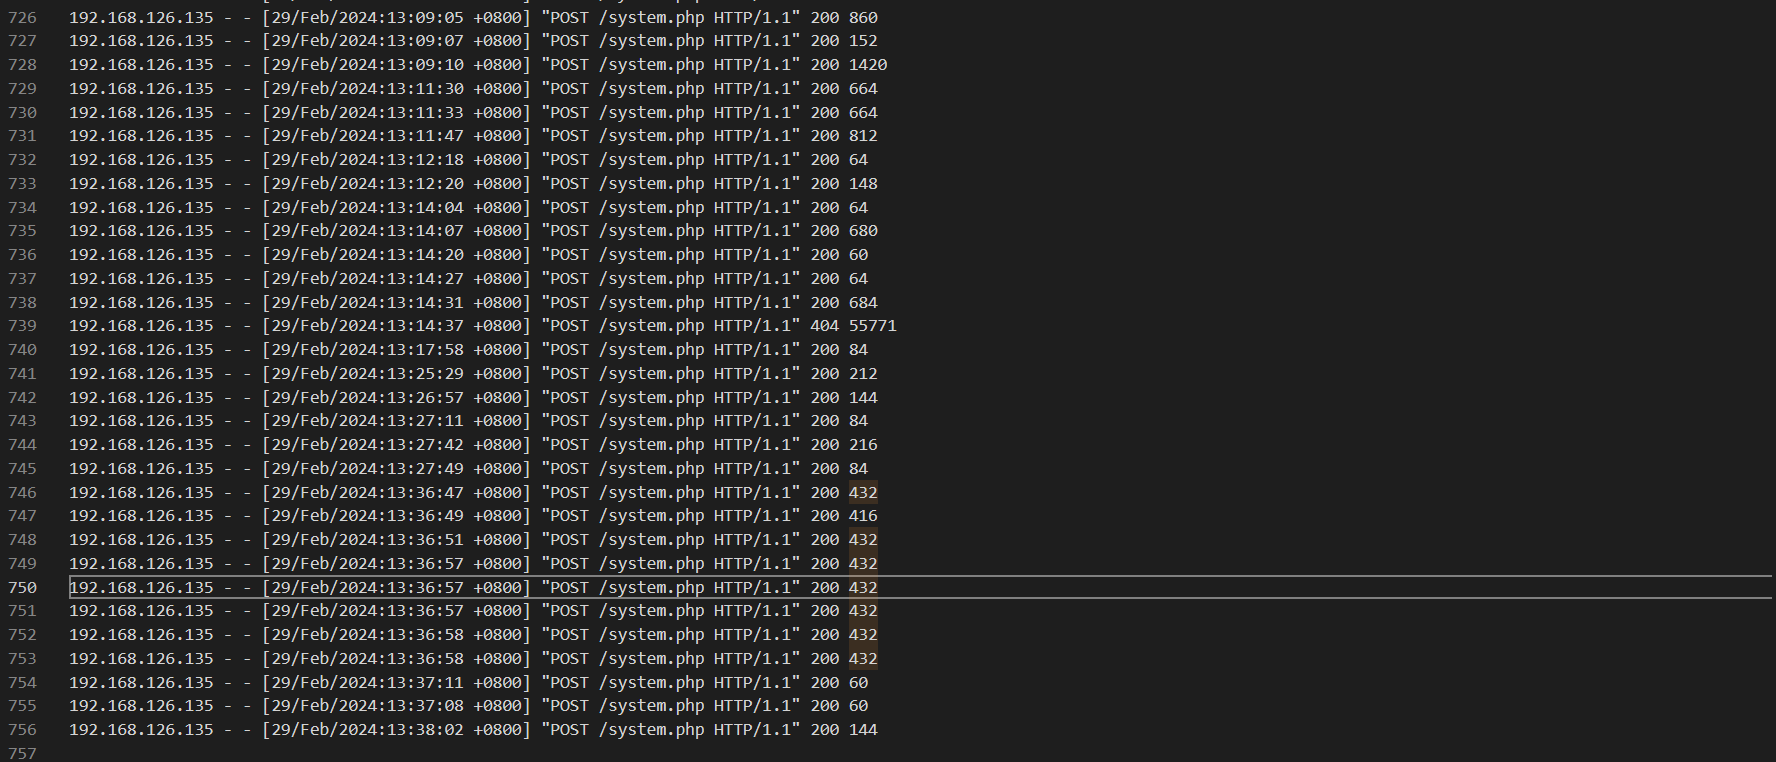 726 192.168.126.135 - - [29/Feb/2024:13:09:05 +0800] "POST /system.php HTTP/1.1" 200 860
727 192.168.126.135 - - [29/Feb/2024:13:09:07 +0800] "POST /system.php HTTP/1.1" 200 152
728 192.168.126.135 - - [29/Feb/2024:13:09:10 +0800] "POST /system.php HTTP/1.1" 200 1420
729 192.168.126.135 - - [29/Feb/2024:13:11:30 +0800] "POST /system.php HTTP/1.1" 200 664
730 192.168.126.135 - - [29/Feb/2024:13:11:33 +0800] "POST /system.php HTTP/1.1" 200 664
731 192.168.126.135 - - [29/Feb/2024:13:11:47 +0800] "POST /system.php HTTP/1.1" 200 812
732 192.168.126.135 - - [29/Feb/2024:13:12:18 +0800] "POST /system.php HTTP/1.1" 200 64
733 192.168.126.135 - - [29/Feb/2024:13:12:20 +0800] "POST /system.php HTTP/1.1" 200 148
734 192.168.126.135 - - [29/Feb/2024:13:14:04 +0800] "POST /system.php HTTP/1.1" 200 64
735 192.168.126.135 - - [29/Feb/2024:13:14:07 +0800] "POST /system.php HTTP/1.1" 200 680
736 192.168.126.135 - - [29/Feb/2024:13:14:20 +0800] "POST /system.php HTTP/1.1" 200 60
737 192.168.126.135 - - [29/Feb/2024:13:14:27 +0800] "POST /system.php HTTP/1.1" 200 64
738 192.168.126.135 - - [29/Feb/2024:13:14:31 +0800] "POST /system.php HTTP/1.1" 200 684
739 192.168.126.135 - - [29/Feb/2024:13:14:37 +0800] "POST /system.php HTTP/1.1" 404 55771
740 192.168.126.135 - - [29/Feb/2024:13:17:58 +0800] "POST /system.php HTTP/1.1" 200 84
741 192.168.126.135 - - [29/Feb/2024:13:25:29 +0800] "POST /system.php HTTP/1.1" 200 212
742 192.168.126.135 - - [29/Feb/2024:13:26:57 +0800] "POST /system.php HTTP/1.1" 200 144
743 192.168.126.135 - - [29/Feb/2024:13:27:11 +0800] "POST /system.php HTTP/1.1" 200 84
744 192.168.126.135 - - [29/Feb/2024:13:27:42 +0800] "POST /system.php HTTP/1.1" 200 216
745 192.168.126.135 - - [29/Feb/2024:13:27:49 +0800] "POST /system.php HTTP/1.1" 200 84
746 192.168.126.135 - - [29/Feb/2024:13:36:47 +0800] "POST /system.php HTTP/1.1" 200 432
747 192.168.126.135 - - [29/Feb/2024:13:36:49 +0800] "POST /system.php HTTP/1.1" 200 416
748 192.168.126.135 - - [29/Feb/2024:13:36:51 +0800] "POST /system.php HTTP/1.1" 200 432
749 192.168.126.135 - - [29/Feb/2024:13:36:57 +0800] "POST /system.php HTTP/1.1" 200 432
750 192.168.126.135 - - [29/Feb/2024:13:36:57 +0800] "POST /system.php HTTP/1.1" 200 432
751 192.168.126.135 - - [29/Feb/2024:13:36:57 +0800] "POST /system.php HTTP/1.1" 200 432
752 192.168.126.135 - - [29/Feb/2024:13:36:58 +0800] "POST /system.php HTTP/1.1" 200 432
753 192.168.126.135 - - [29/Feb/2024:13:36:58 +0800] "POST /system.php HTTP/1.1" 200 432
754 192.168.126.135 - - [29/Feb/2024:13:37:11 +0800] "POST /system.php HTTP/1.1" 200 60
755 192.168.126.135 - - [29/Feb/2024:13:37:08 +0800] "POST /system.php HTTP/1.1" 200 60
756 192.168.126.135 - - [29/Feb/2024:13:38:02 +0800] "POST /system.php HTTP/1.1" 200 144
757